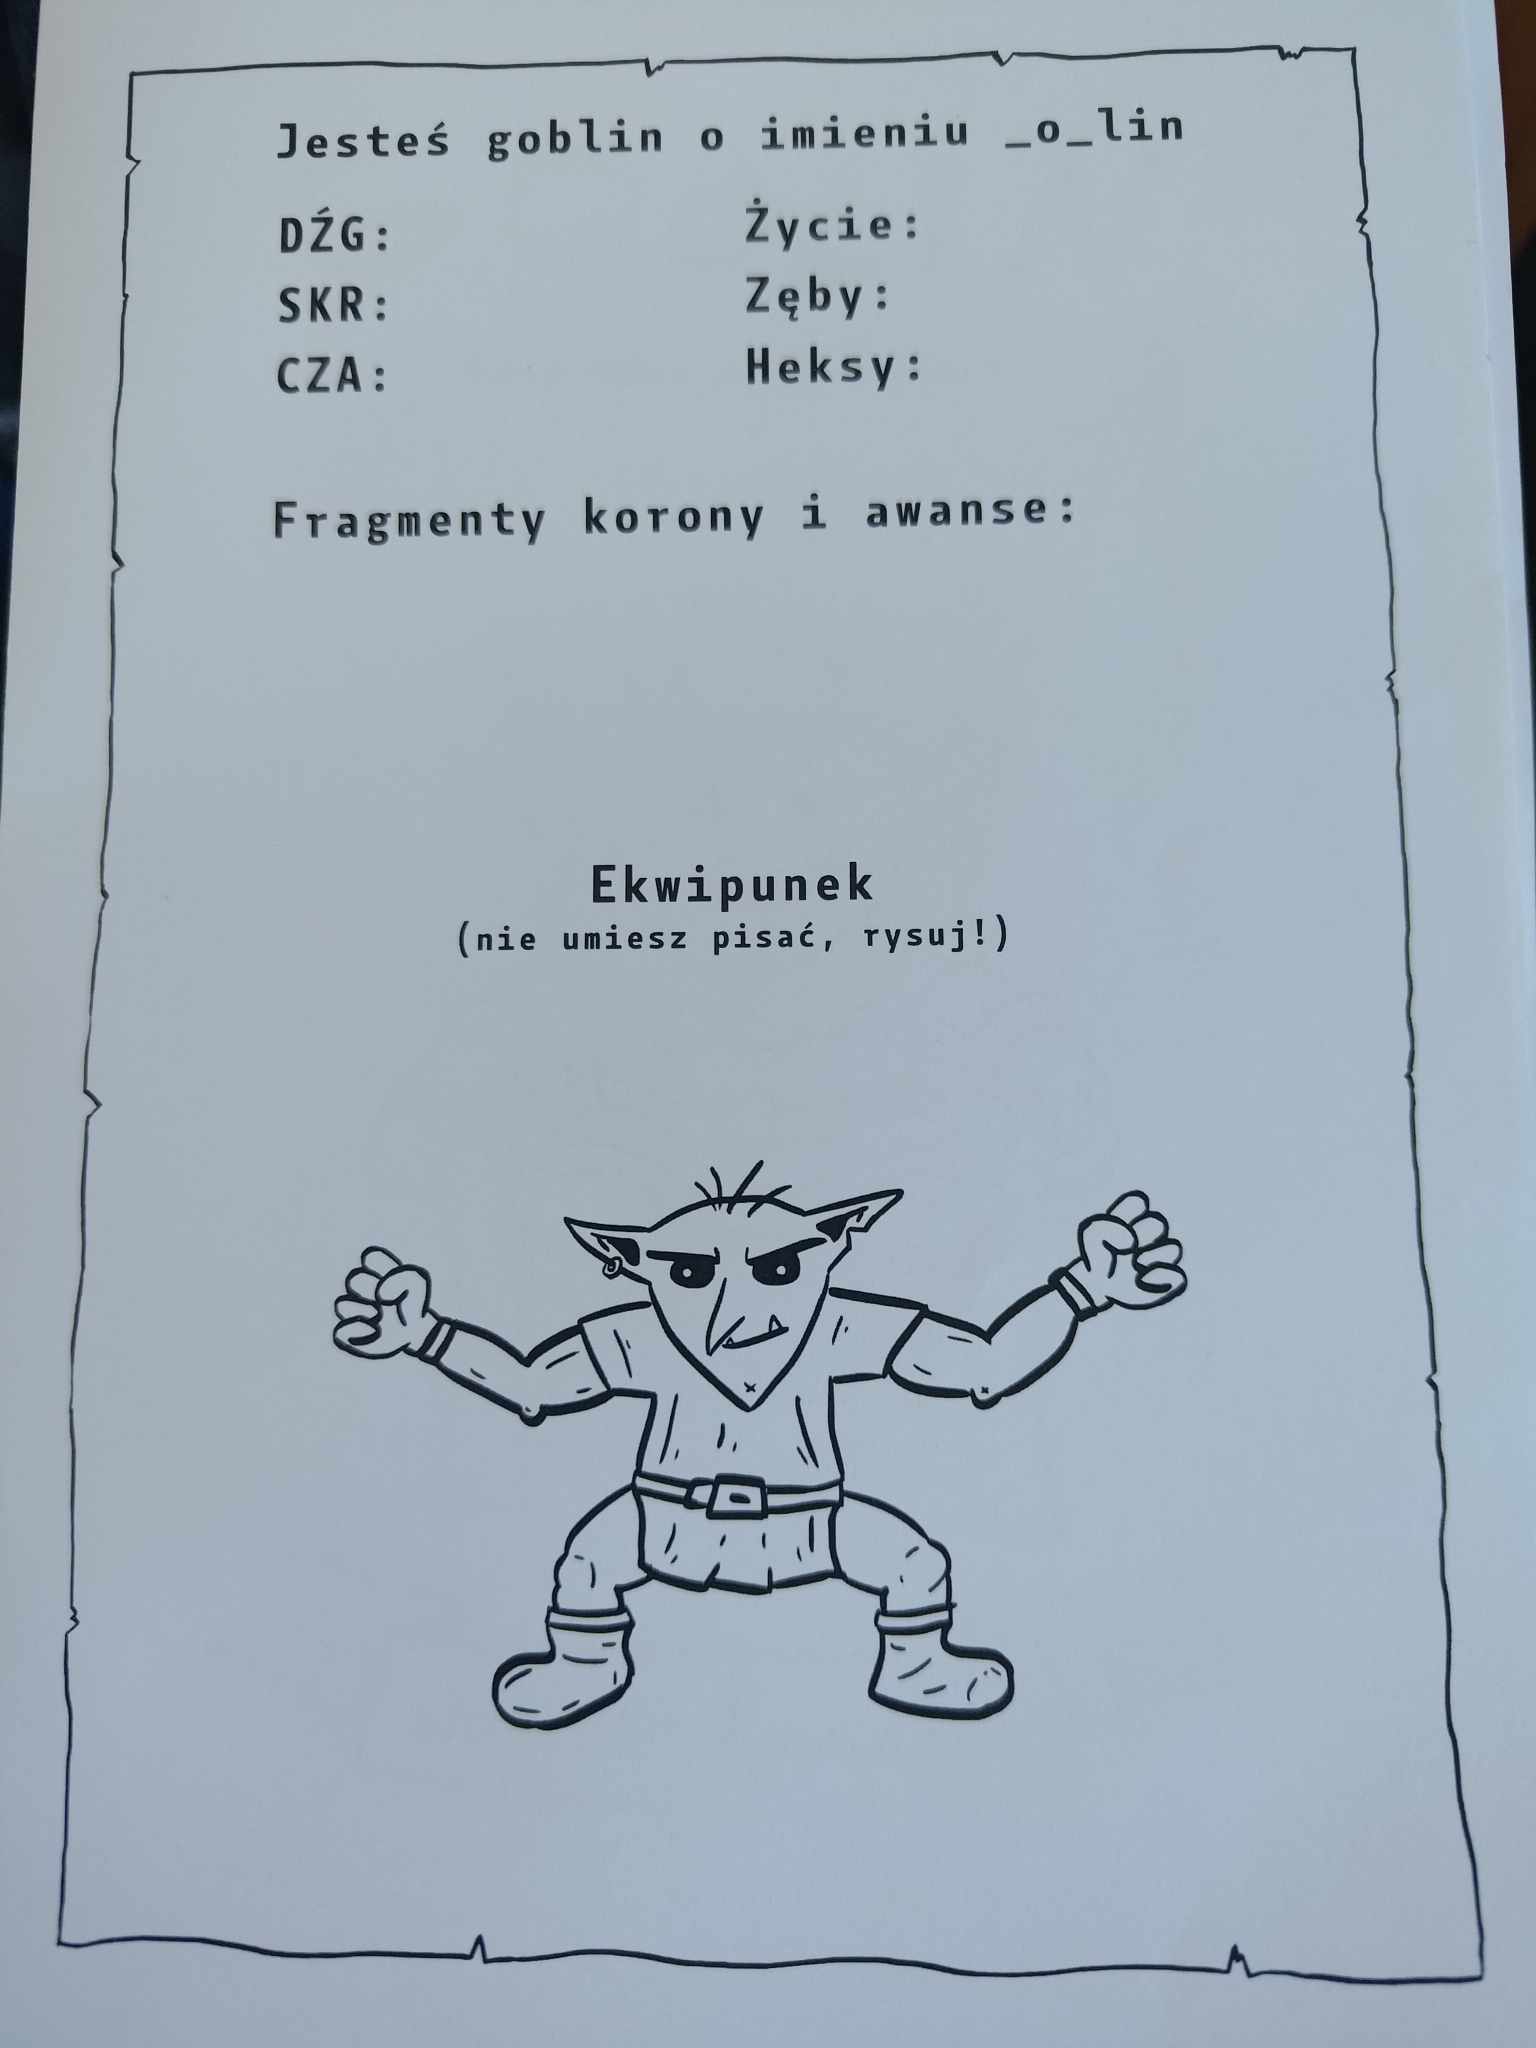 Jesteś goblin o imieniu _o_lin
DŹG:
SKR:
CZA:
Życie:
Zęby:
Heksy:
Fragmenty korony i awanse:
Ekwipunek
(nie umiesz pisać, rysuj!)